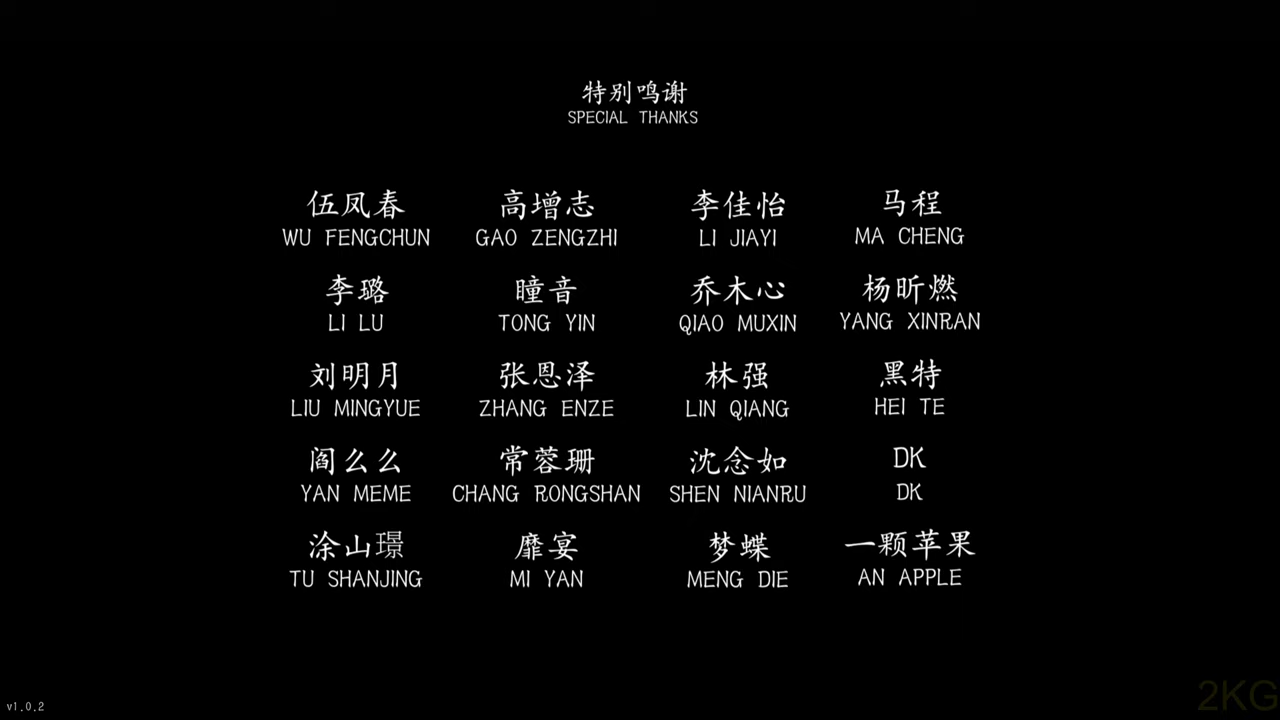 特别鸣谢
SPECIAL THANKS
伍凤春 高增志 李佳怡 马程
WU FENGCHUN GAO ZENGZHI LI JIAYI MA CHENG
李璐 瞳音 乔木心 杨昕燃
LI LU TONG YIN QIAO MUXIN YANG XINRAN
刘明月 张恩泽 林强 黑特
LIU MINGYUE ZHANG ENZE LIN QIANG HEI TE
阎么么 常蓉珊 沈念如 DK
YAN MEME CHANG RONGSHAN SHEN NIANRU DK
涂山璟 靡宴 梦蝶 一颗苹果
TU SHANJING MI YAN MENG DIE AN APPLE
v1.0.2
2KG